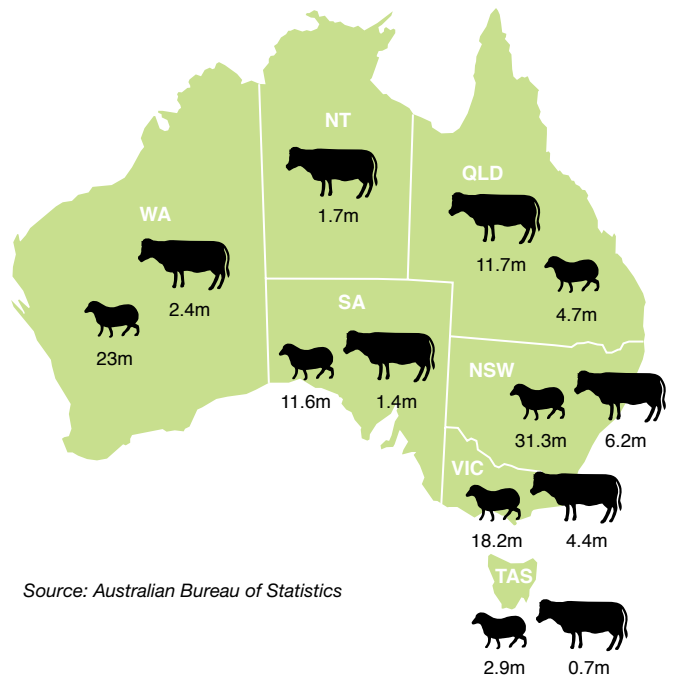 NT
1.7m
QLD
11.7m
4.7m
WA
2.4m
23m
SA
11.6m
1.4m
NSW
31.3m
6.2m
VIC
18.2m
4.4m
TAS
2.9m
0.7m
Source: Australian Bureau of Statistics